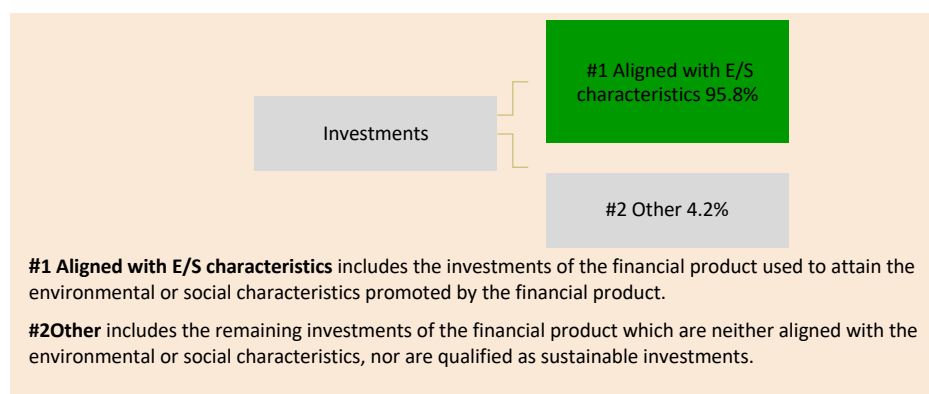 #1 Aligned with E/S
characteristics 95.8%
Investments
#2 Other 4.2%
#1 Aligned with E/S characteristics includes the investments of the financial product used to attain the
environmental or social characteristics promoted by the financial product.
#2Other includes the remaining investments of the financial product which are neither aligned with the
environmental or social characteristics, nor are qualified as sustainable investments.